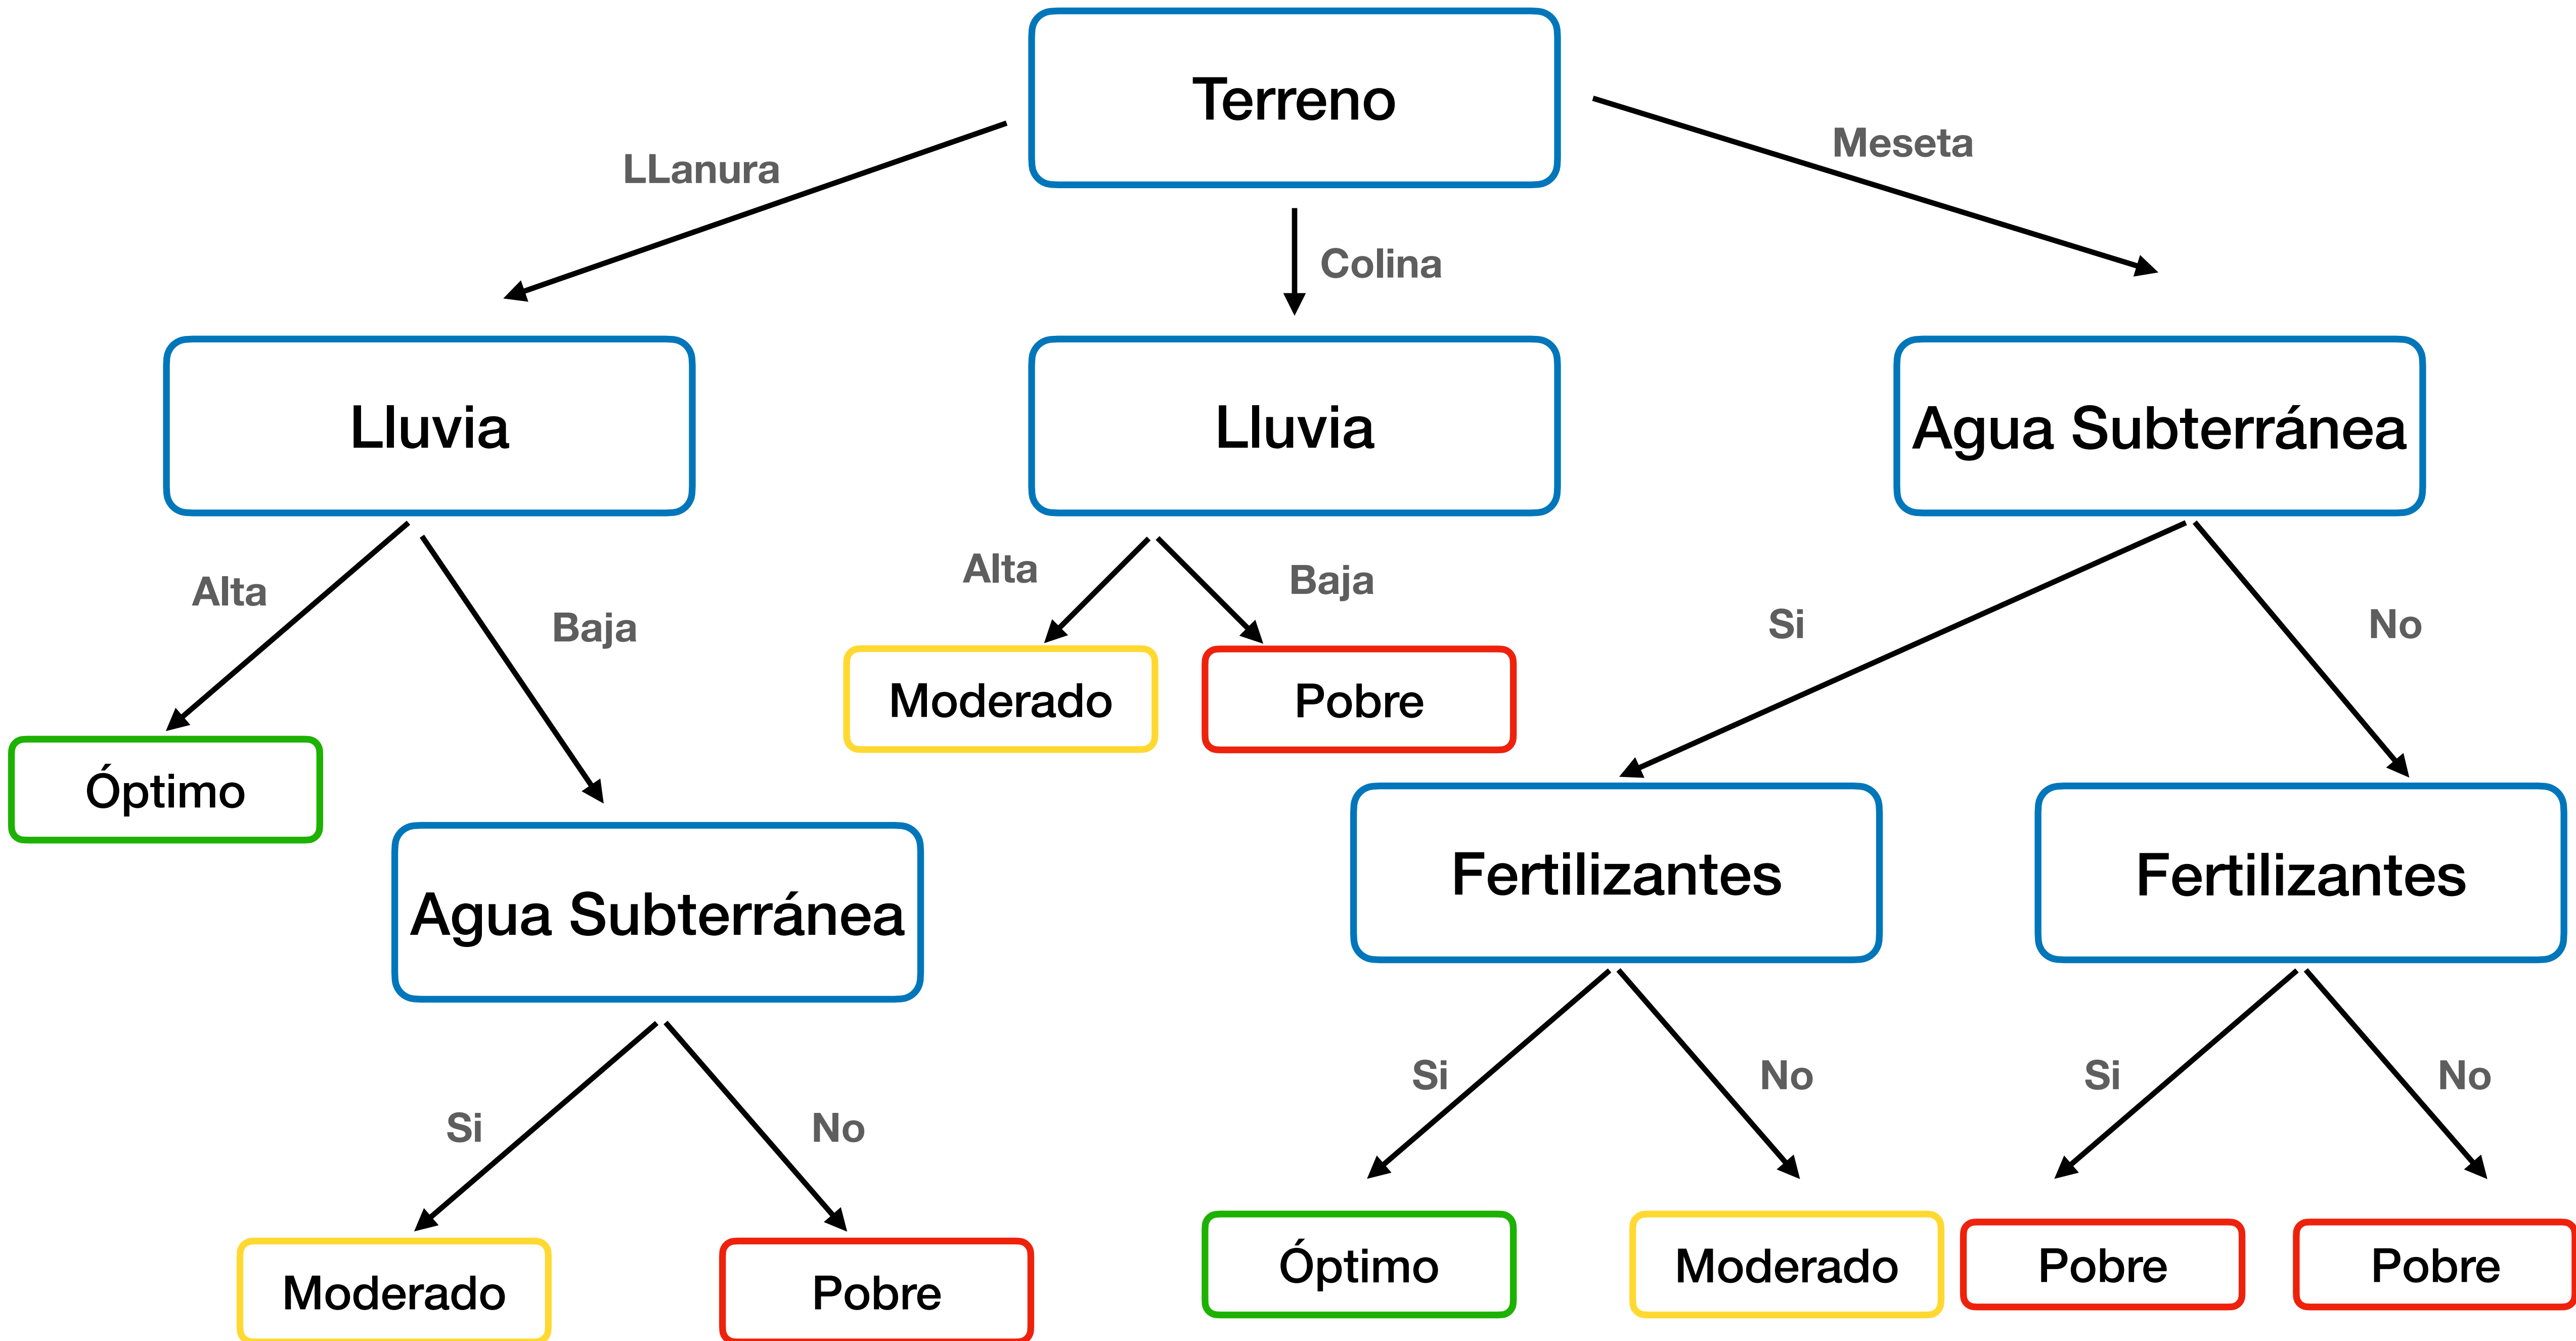 Terreno
LLanura
Meseta
Colina
Lluvia
Lluvia
Agua Subterránea
Alta
Baja
Alta
Baja
Si
No
Moderado
Pobre
Óptimo
Agua Subterránea
Fertilizantes
Fertilizantes
Si
No
Si
No
Si
No
Moderado
Pobre
Óptimo
Moderado
Pobre
Pobre